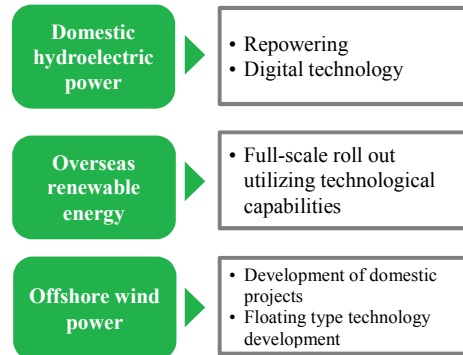 Domestic
hydroelectric
power
• Repowering
• Digital technology
Overseas
renewable
energy
• Full-scale roll out
utilizing technological
capabilities
Offshore wind
power
• Development of domestic
projects
• Floating type technology
development